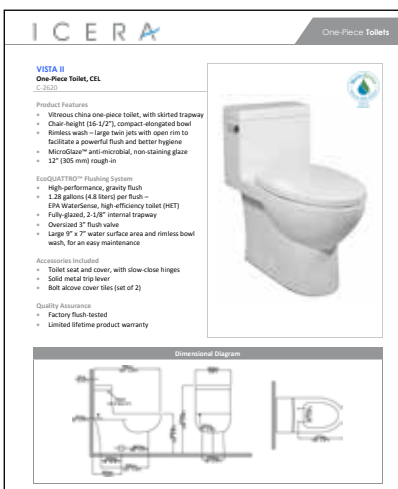 ICERA
One-Piece Toilets
VISTA II
One-Piece Toilet, CEL
C-2620
Product Features
Vitreous china one-piece toilet, with skirted trapway
Chair-height (16-1/2"), compact-elongated bowl
Rimless wash – large twin jets with open rim to
facilitate a powerful flush and better hygiene
MicroGlaze™ anti-microbial, non-staining glaze
12" (305 mm) rough-in
EcoQUATTRO™ Flushing System
High-performance, gravity flush
1.28 gallons (4.8 liters) per flush –
EPA WaterSense, high-efficiency toilet (HET)
Fully-glazed, 2-1/8" internal trapway
Oversized 3" flush valve
Large 9" x 7" water surface area and rimless bowl
wash, for an easy maintenance
Accessories Included
Toilet seat and cover, with slow-close hinges
Solid metal trip lever
Bolt alcove cover tiles (set of 2)
Quality Assurance
Factory flush-tested
Limited lifetime product warranty
Dimensional Diagram